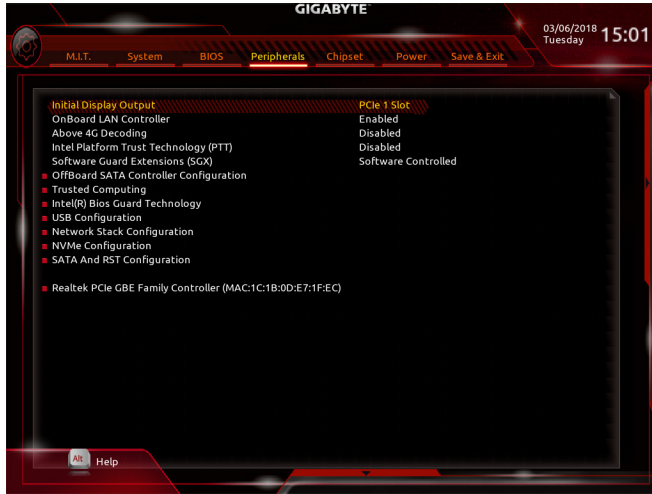 GIGABYTE
03/06/2018 15:01
Tuesday
M.I.T. System BIOS Peripherals Chipset Power Save & Exit
Initial Display Output PCIe 1 Slot
OnBoard LAN Controller Enabled
Above 4G Decoding Disabled
Intel Platform Trust Technology (PTT) Disabled
Software Guard Extensions (SGX) Software Controlled
OffBoard SATA Controller Configuration
Trusted Computing
Intel(R) Bios Guard Technology
USB Configuration
Network Stack Configuration
NVMe Configuration
SATA And RST Configuration
Realtek PCIe GBE Family Controller (MAC:1C:1B:0D:E7:1F:EC)
Alt Help